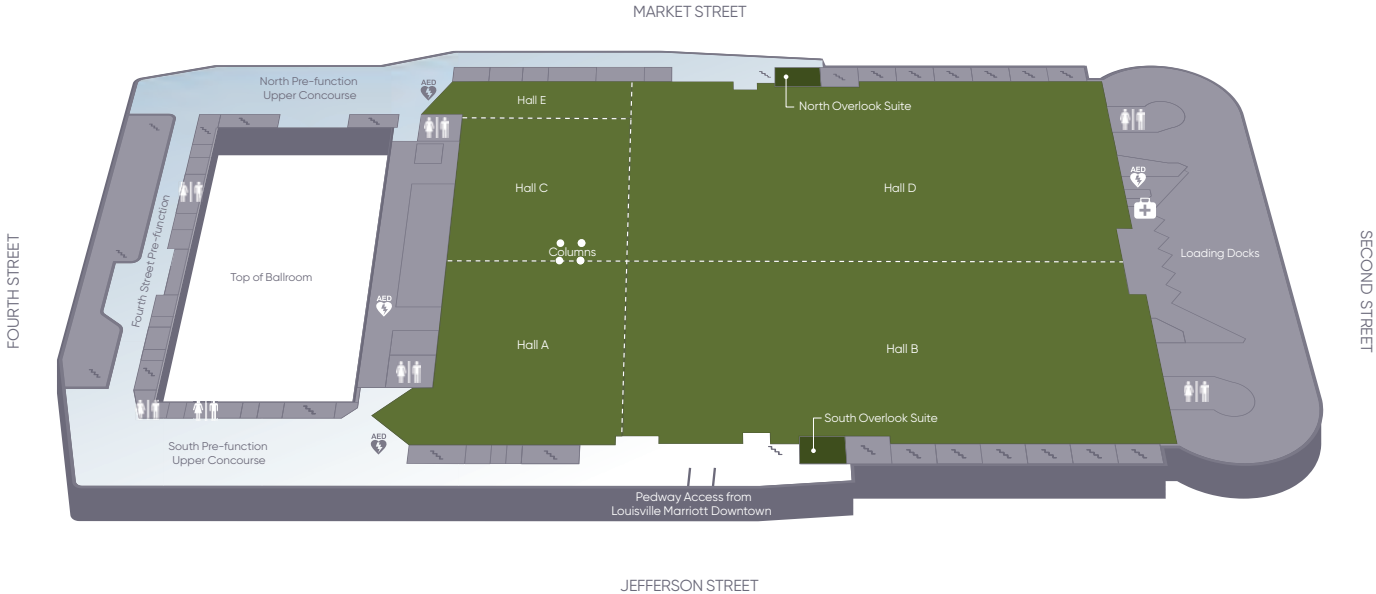 MARKET STREET
North Pre-function
Upper Concourse
AED
Hall E
North Overlook Suite
AED
Hall C
Hall D
Fourth Street Pre-function
Columns
Loading Docks
Top of Ballroom
FOURTH STREET
SECOND STREET
AED
Hall A
Hall B
South Overlook Suite
AED
South Pre-function
Upper Concourse
Pedway Access from
Louisville Marriott Downtown
JEFFERSON STREET